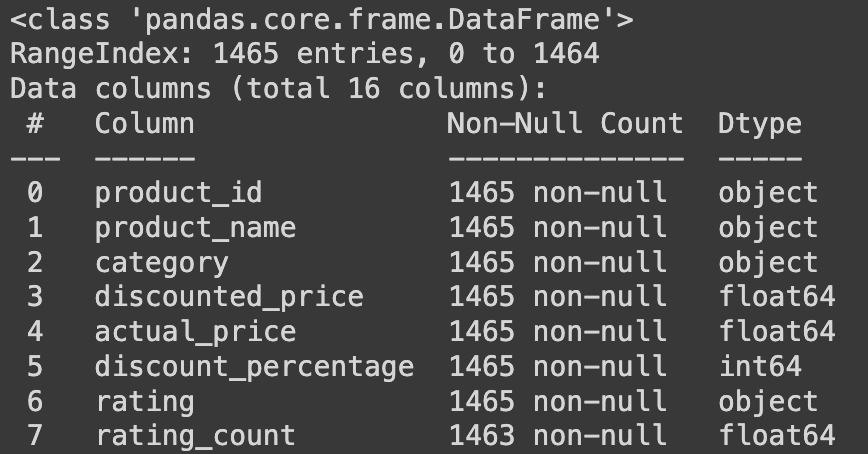 <class 'pandas.core.frame.DataFrame'>
RangeIndex: 1465 entries, 0 to 1464
Data columns (total 16 columns):
 #   Column               Non-Null Count  Dtype
---  ------               --------------  -----
 0   product_id           1465 non-null   object
 1   product_name         1465 non-null   object
 2   category             1465 non-null   object
 3   discounted_price     1465 non-null   float64
 4   actual_price         1465 non-null   float64
 5   discount_percentage  1465 non-null   int64
 6   rating               1465 non-null   object
 7   rating_count         1463 non-null   float64